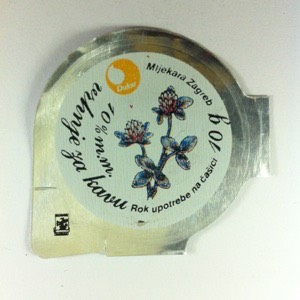 Dukat
Mljekara Zagreb
10 g
vrhnje za kavu
10% m.m.
Rok upotrebe na čašici